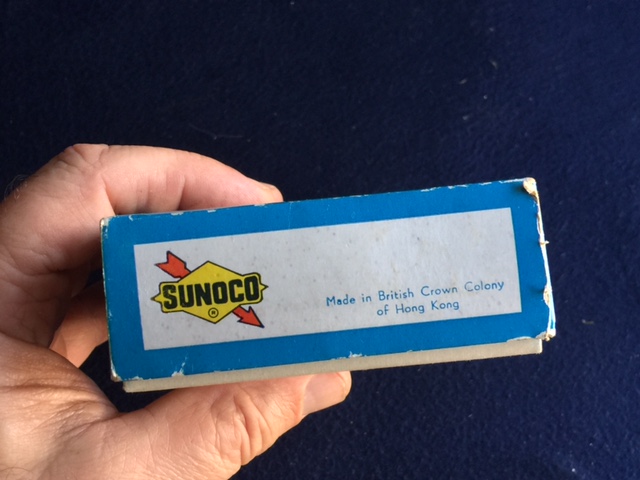 SUNOCO
®
Made in British Crown Colony
of Hong Kong